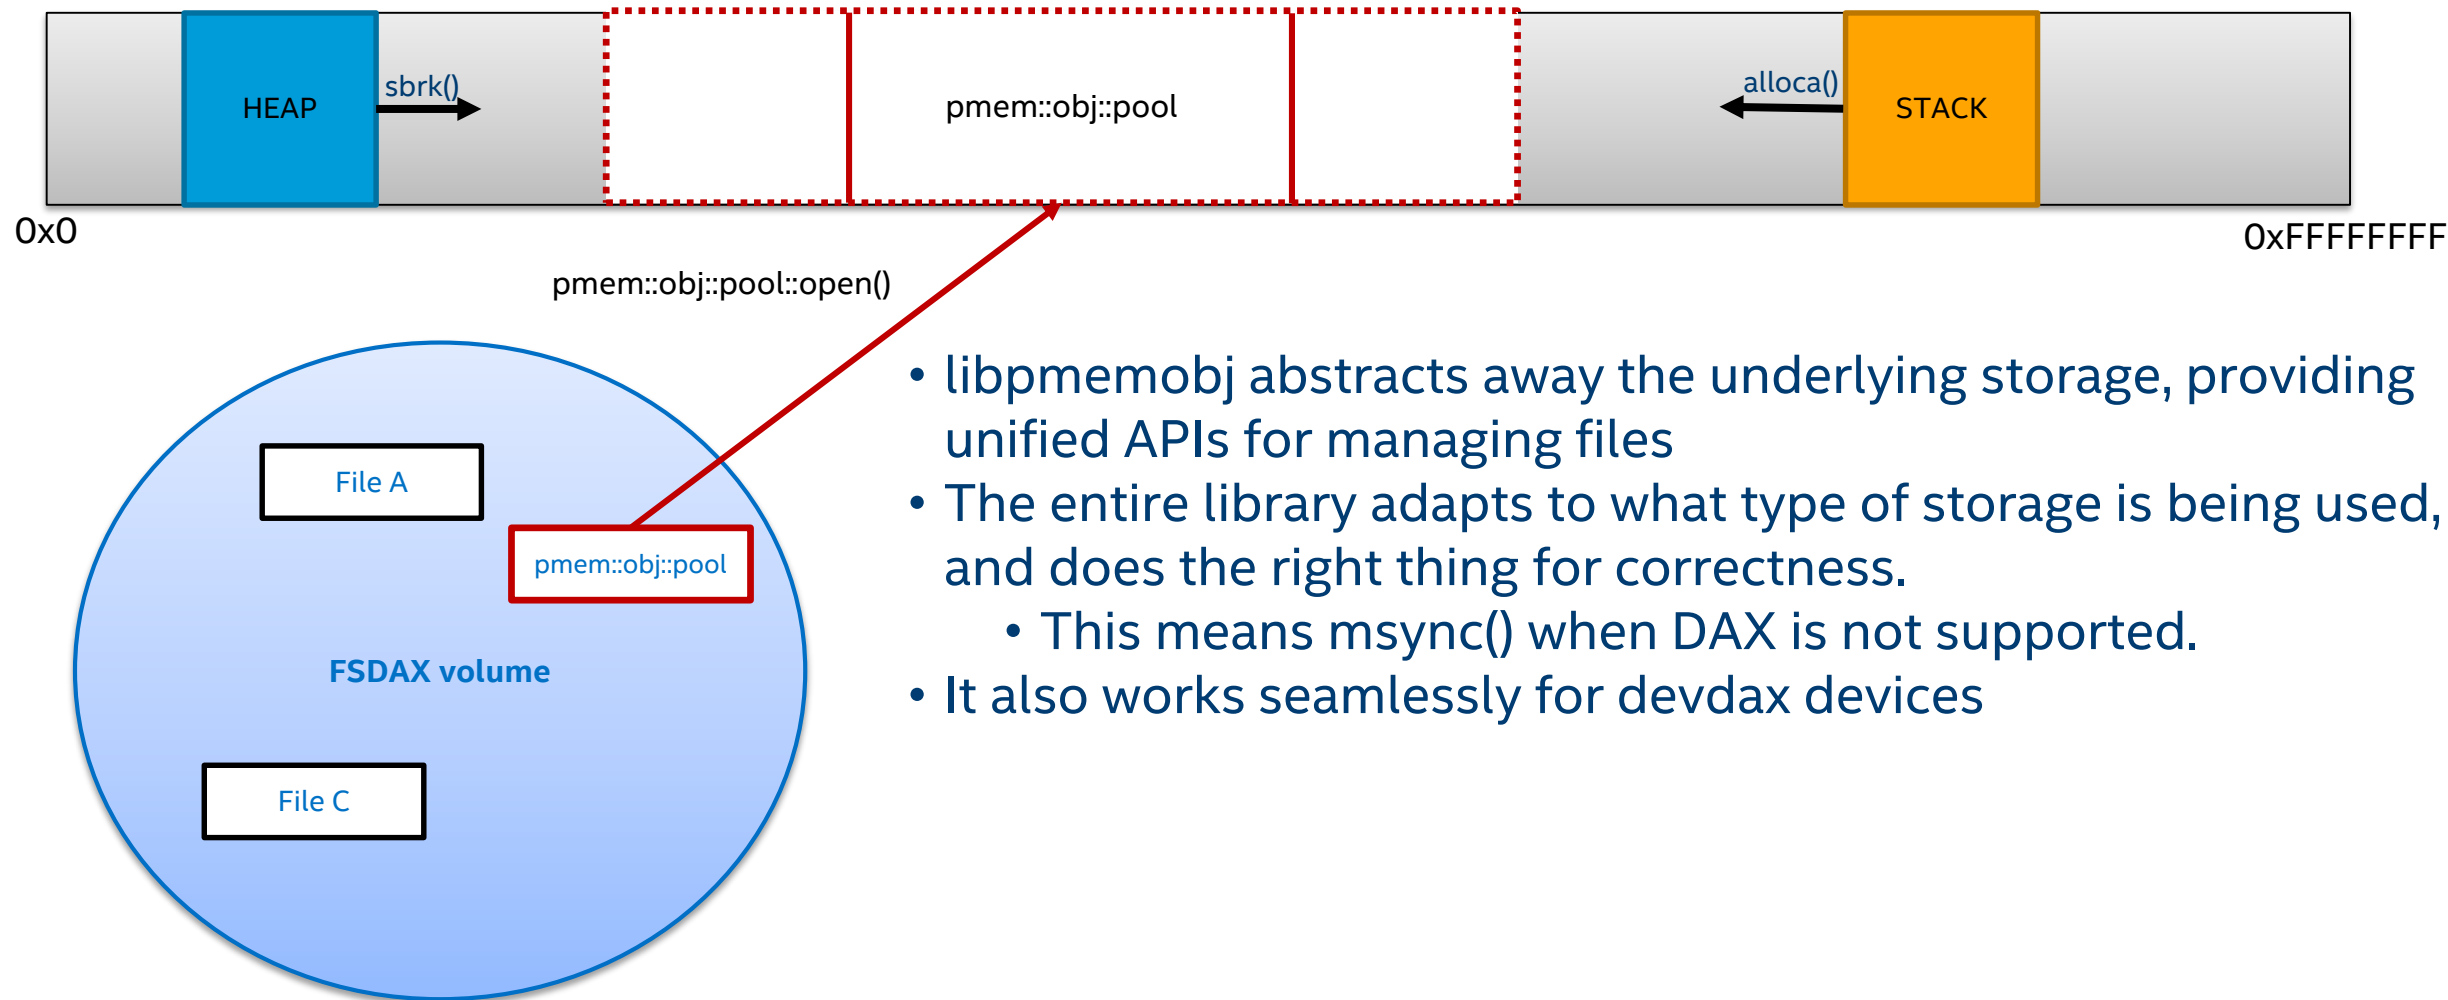 HEAP
sbrk()
pmem::obj::pool
alloca()
STACK
0x0
0xFFFFFFFF
pmem::obj::pool::open()
File A
pmem::obj::pool
FSDAX volume
File C
• libpmemobj abstracts away the underlying storage, providing
unified APIs for managing files
• The entire library adapts to what type of storage is being used,
and does the right thing for correctness.
• This means msync() when DAX is not supported.
• It also works seamlessly for devdax devices